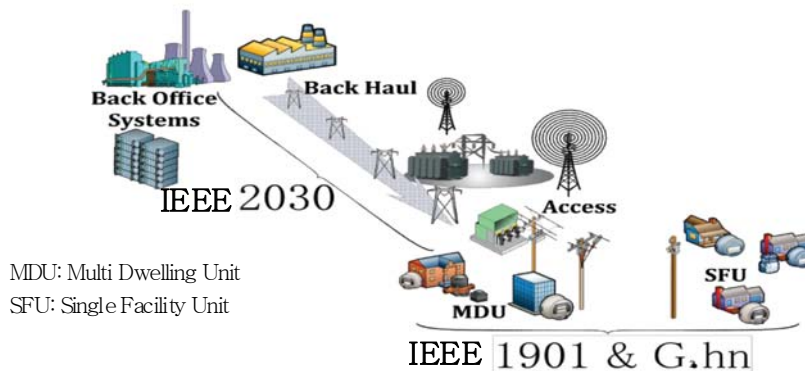 Back Office
Systems
Back Haul
IEEE 2030
Access
MDU: Multi Dwelling Unit
SFU: Single Facility Unit
MDU
SFU
IEEE 1901 & G.hn